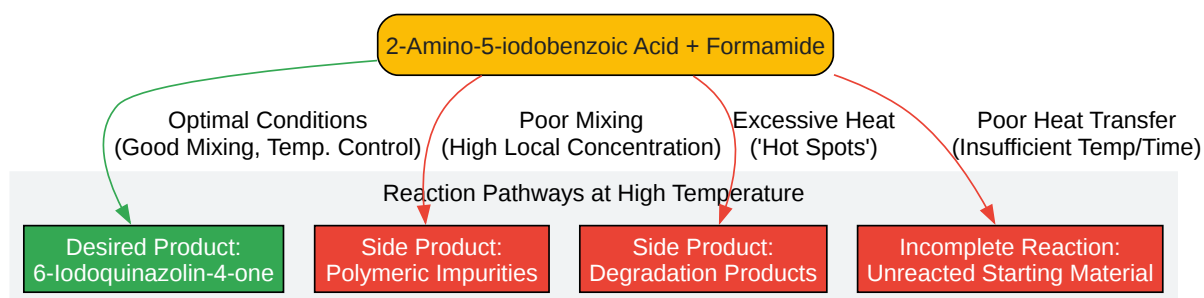 2-Amino-5-iodobenzoic Acid + Formamide
Optimal Conditions
(Good Mixing, Temp. Control)
Poor Mixing
(High Local Concentration)
Excessive Heat
('Hot Spots')
Poor Heat Transfer
(Insufficient Temp/Time)
Reaction Pathways at High Temperature
Desired Product:
6-Iodoquinazolin-4-one
Side Product:
Polymeric Impurities
Side Product:
Degradation Products
Incomplete Reaction:
Unreacted Starting Material